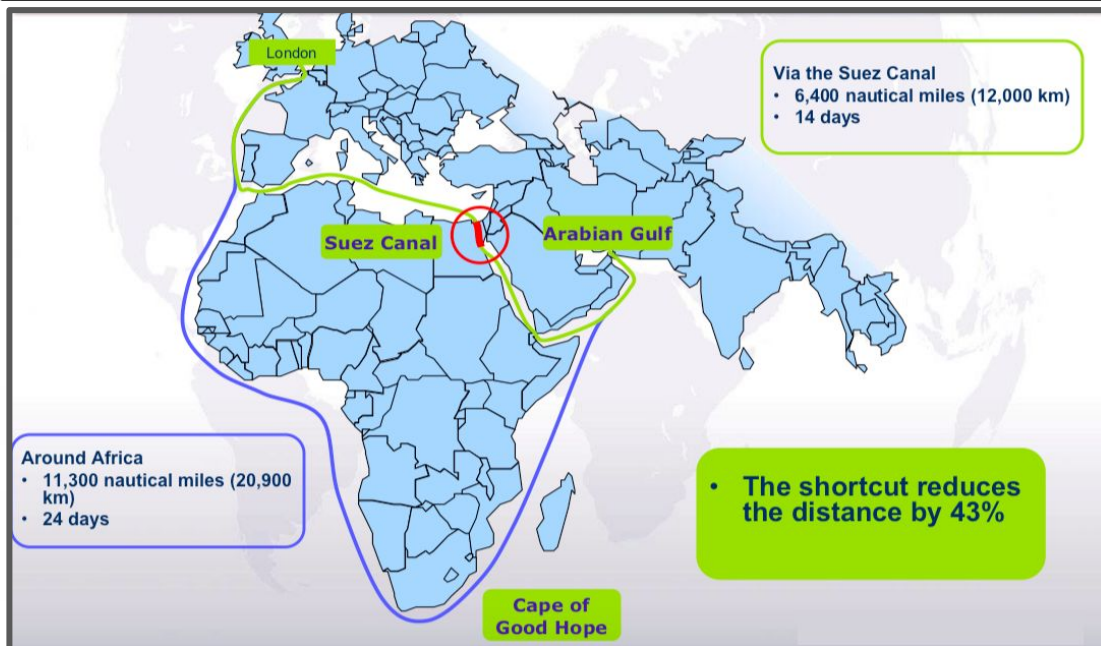 London
Via the Suez Canal
• 6,400 nautical miles (12,000 km)
• 14 days
Suez Canal
Arabian Gulf
Around Africa
• 11,300 nautical miles (20,900
km)
• 24 days
• The shortcut reduces
the distance by 43%
Cape of
Good Hope